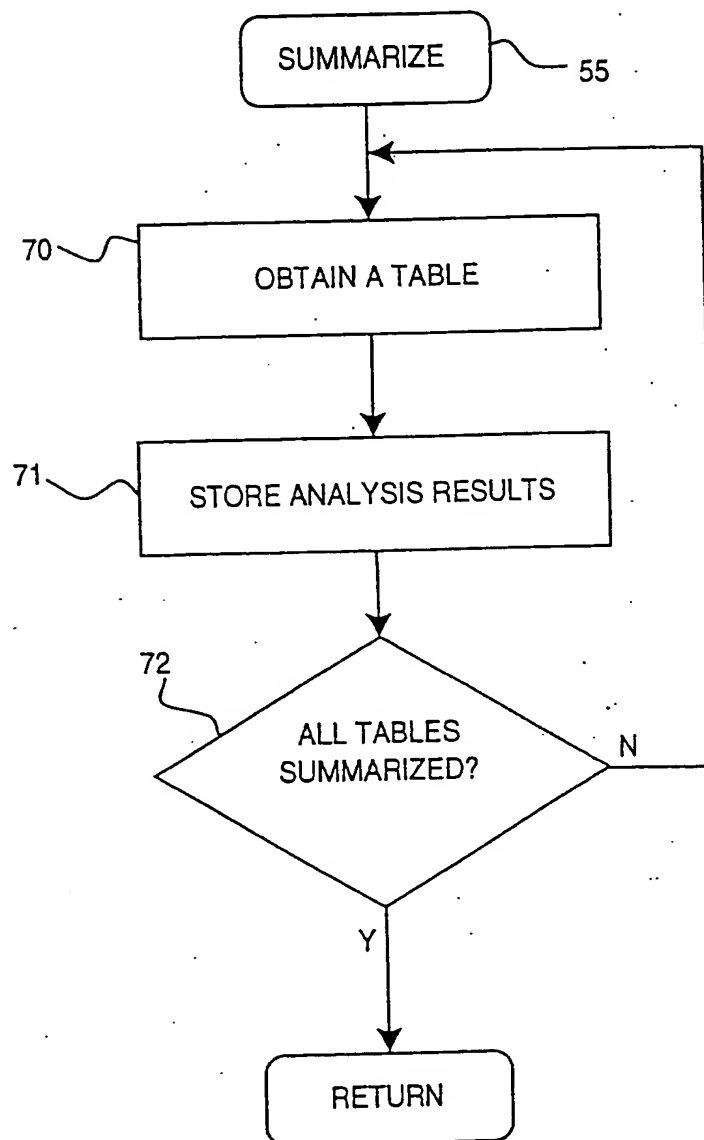 SUMMARIZE
55
70
OBTAIN A TABLE
71
STORE ANALYSIS RESULTS
72
ALL TABLES
SUMMARIZED?
N
Y
RETURN